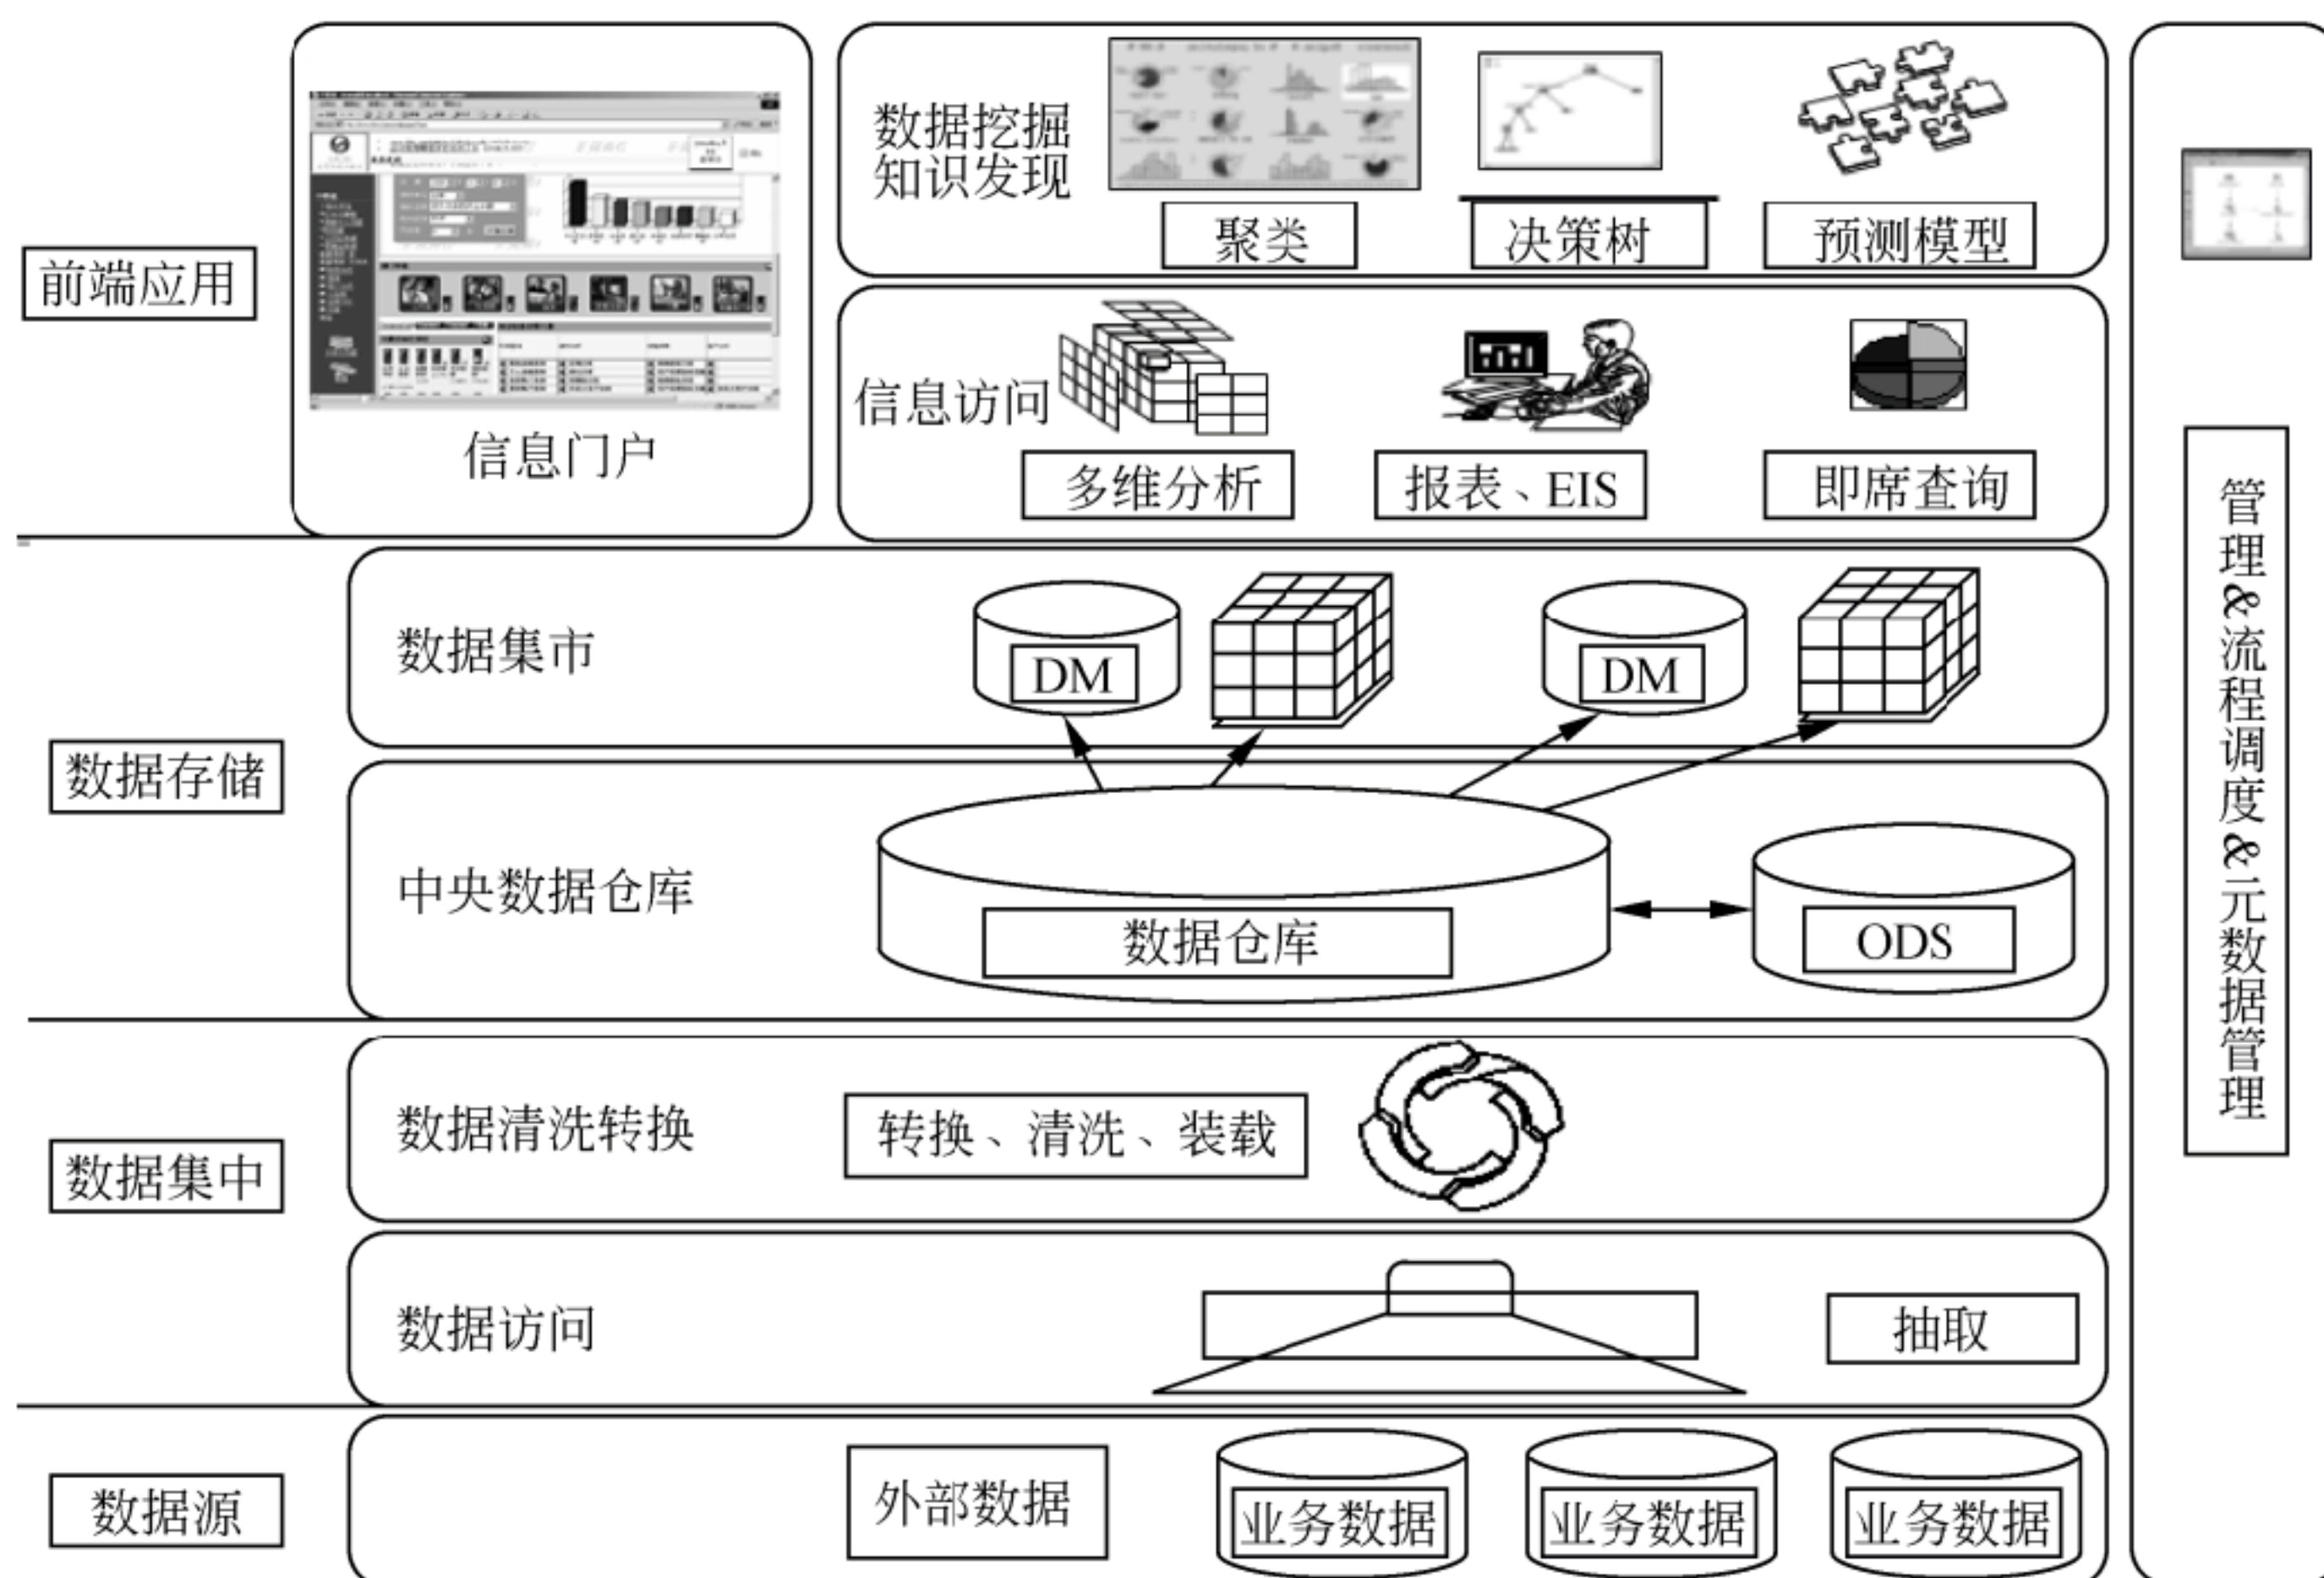 前端应用
信息门户
数据挖掘
知识发现
聚类
决策树
预测模型
信息访问
多维分析
报表、EIS
即席查询
数据存储
数据集市
DM
DM
中央数据仓库
数据仓库
ODS
数据集中
数据清洗转换
转换、清洗、装载
数据访问
抽取
数据源
外部数据
业务数据
业务数据
业务数据
管理&流程调度&元数据管理